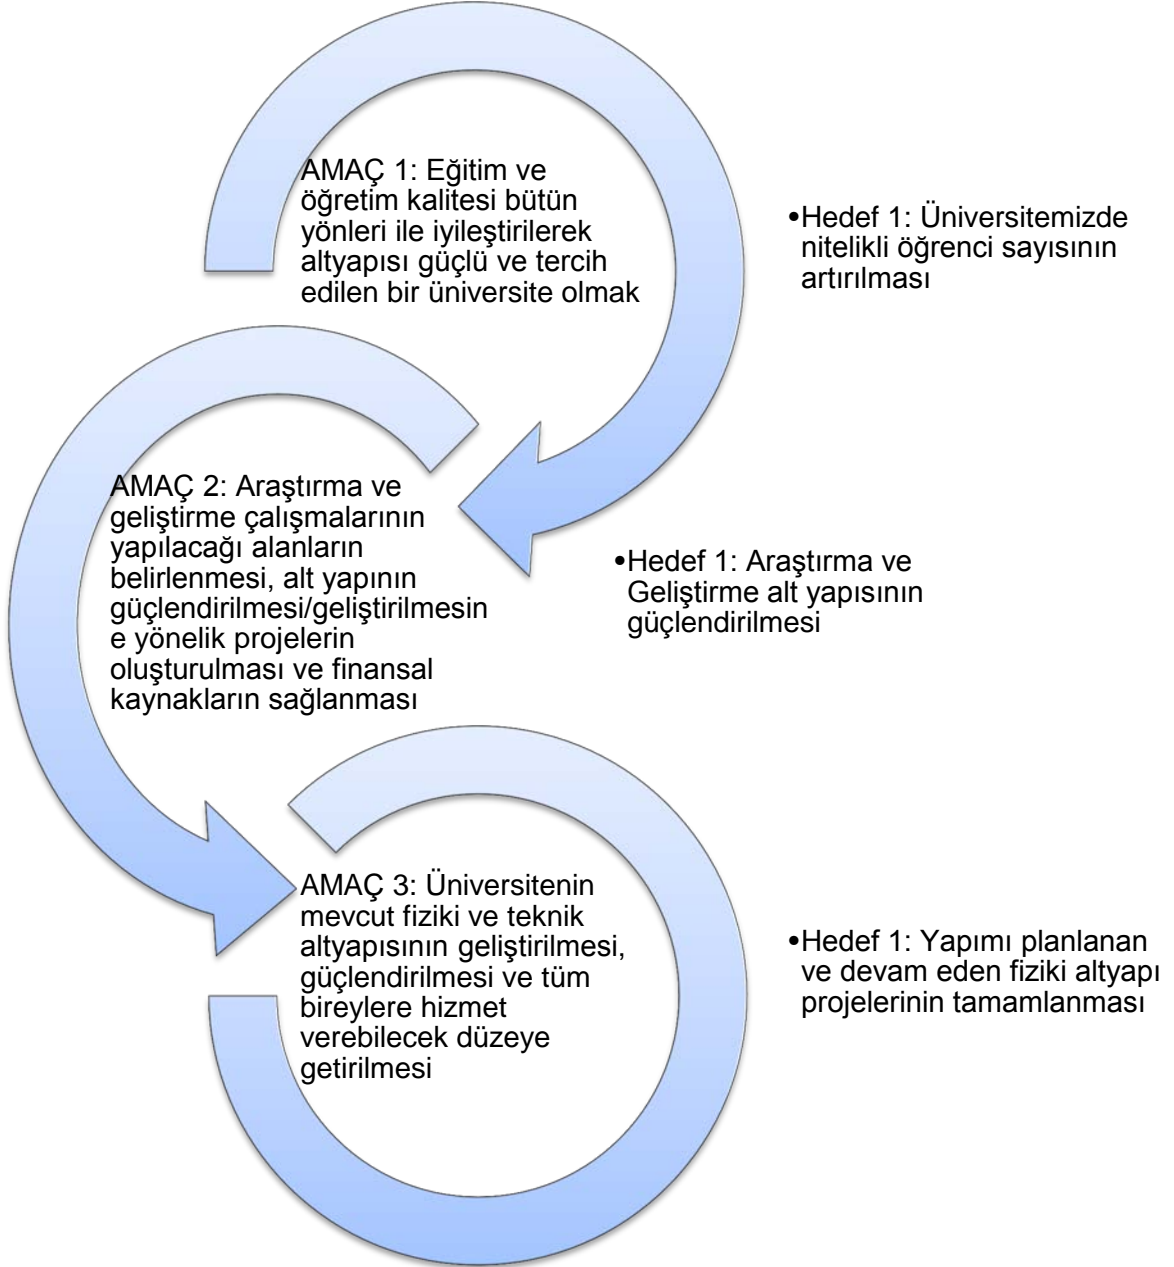 AMAÇ 1: Eğitim ve
öğretim kalitesi bütün
yönleri ile iyileştirilerek
altyapısı güçlü ve tercih
edilen bir üniversite olmak
•Hedef 1: Üniversitemizde
nitelikli öğrenci sayısının
artırılması
AMAÇ 2: Araştırma ve
geliştirme çalışmalarının
yapılacağı alanların
belirlenmesi, alt yapının
güçlendirilmesi/geliştirilmesin
e yönelik projelerin
oluşturulması ve finansal
kaynakların sağlanması
•Hedef 1: Araştırma ve
Geliştirme alt yapısının
güçlendirilmesi
AMAÇ 3: Üniversitenin
mevcut fiziki ve teknik
altyapısının geliştirilmesi,
güçlendirilmesi ve tüm
bireylere hizmet
verebilecek düzeye
getirilmesi
•Hedef 1: Yapımı planlanan
ve devam eden fiziki altyapı
projelerinin tamamlanması